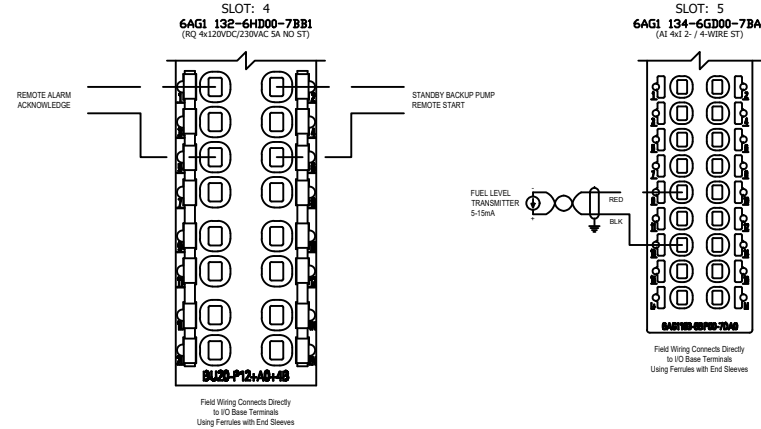 SLOT: 4
6AG1 132-6HD00-7BB1
(RQ 4x120VDC/230VAC 5A NO ST)
REMOTE ALARM
ACKNOWLEDGE
STANDBY BACKUP PUMP
REMOTE START
BU20-P12+A0+4B
Field Wiring Connects Directly
to I/O Base Terminals
Using Ferrules with End Sleeves
SLOT: 5
6AG1 134-6GD00-7BA
(AI 4xI 2- / 4-WIRE ST)
FUEL LEVEL
TRANSMITTER
5-15mA
-
+
RED
BLK
Field Wiring Connects Directly
to I/O Base Terminals
Using Ferrules with End Sleeves